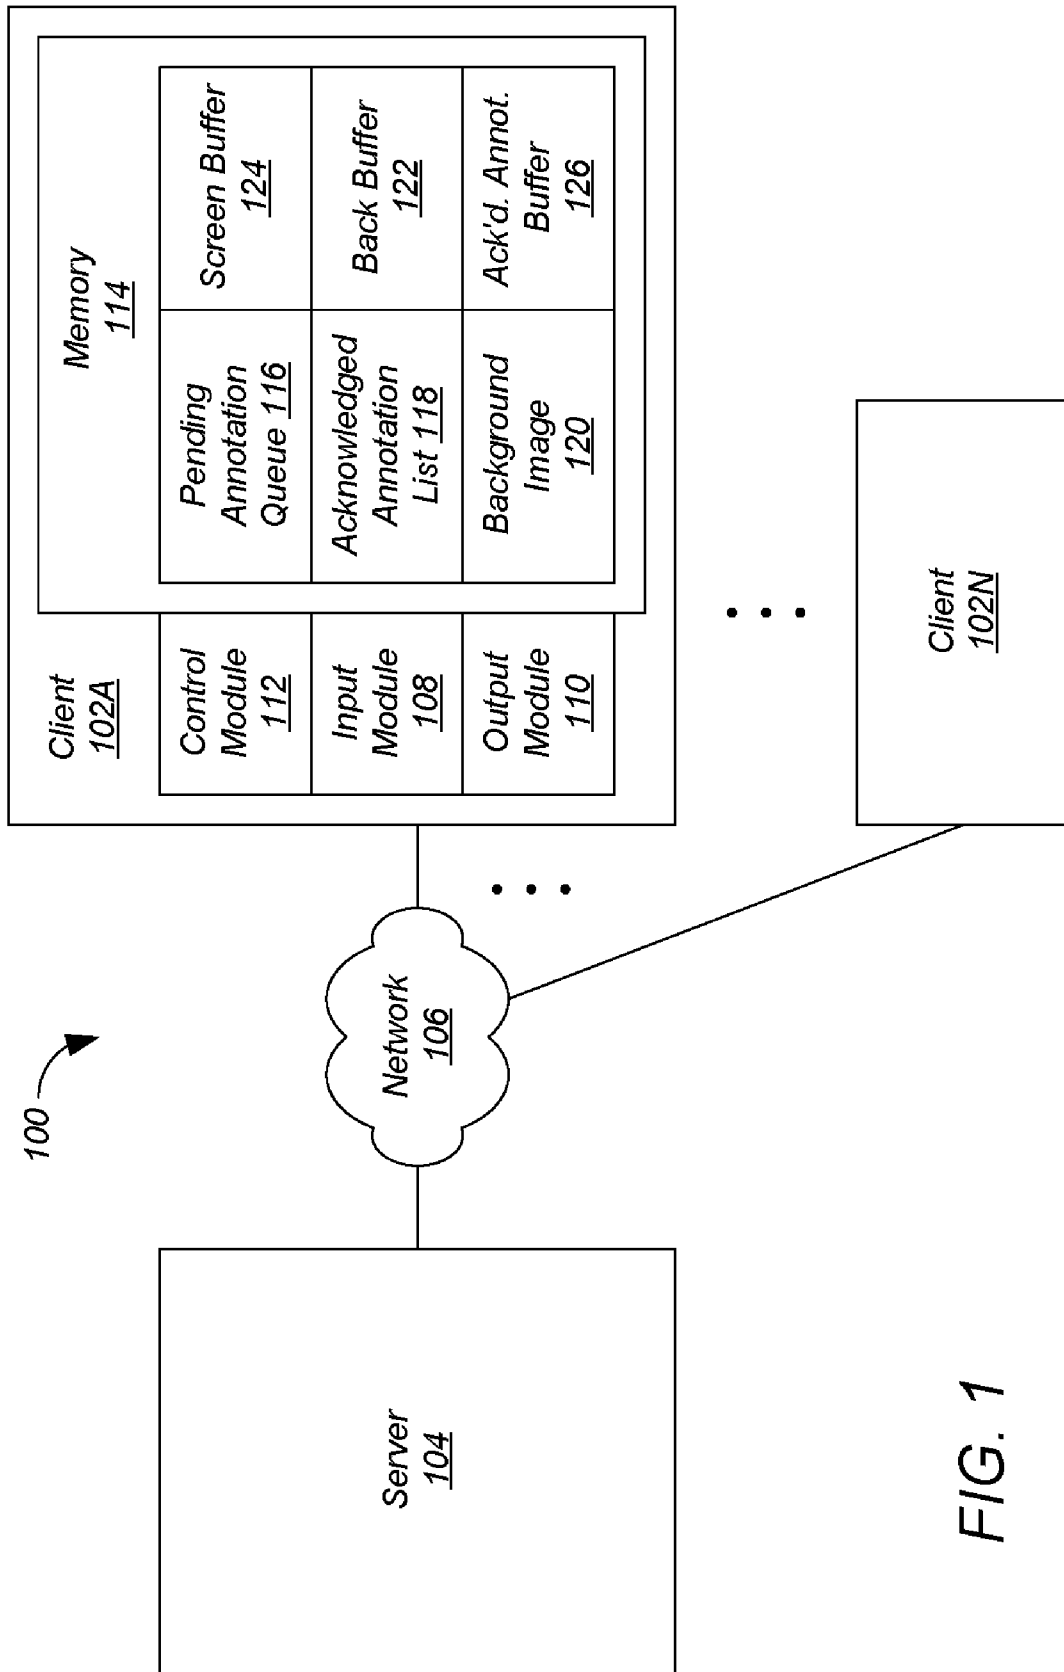 100
Server
104
Network
106
Client
102A
Control
Module
112
Input
Module
108
Output
Module
110
Memory
114
Pending
Annotation
Queue 116
Screen Buffer
124
Acknowledged
Annotation
List 118
Back Buffer
122
Background
Image
120
Ack'd. Annot.
Buffer
126
Client
102N
FIG. 1